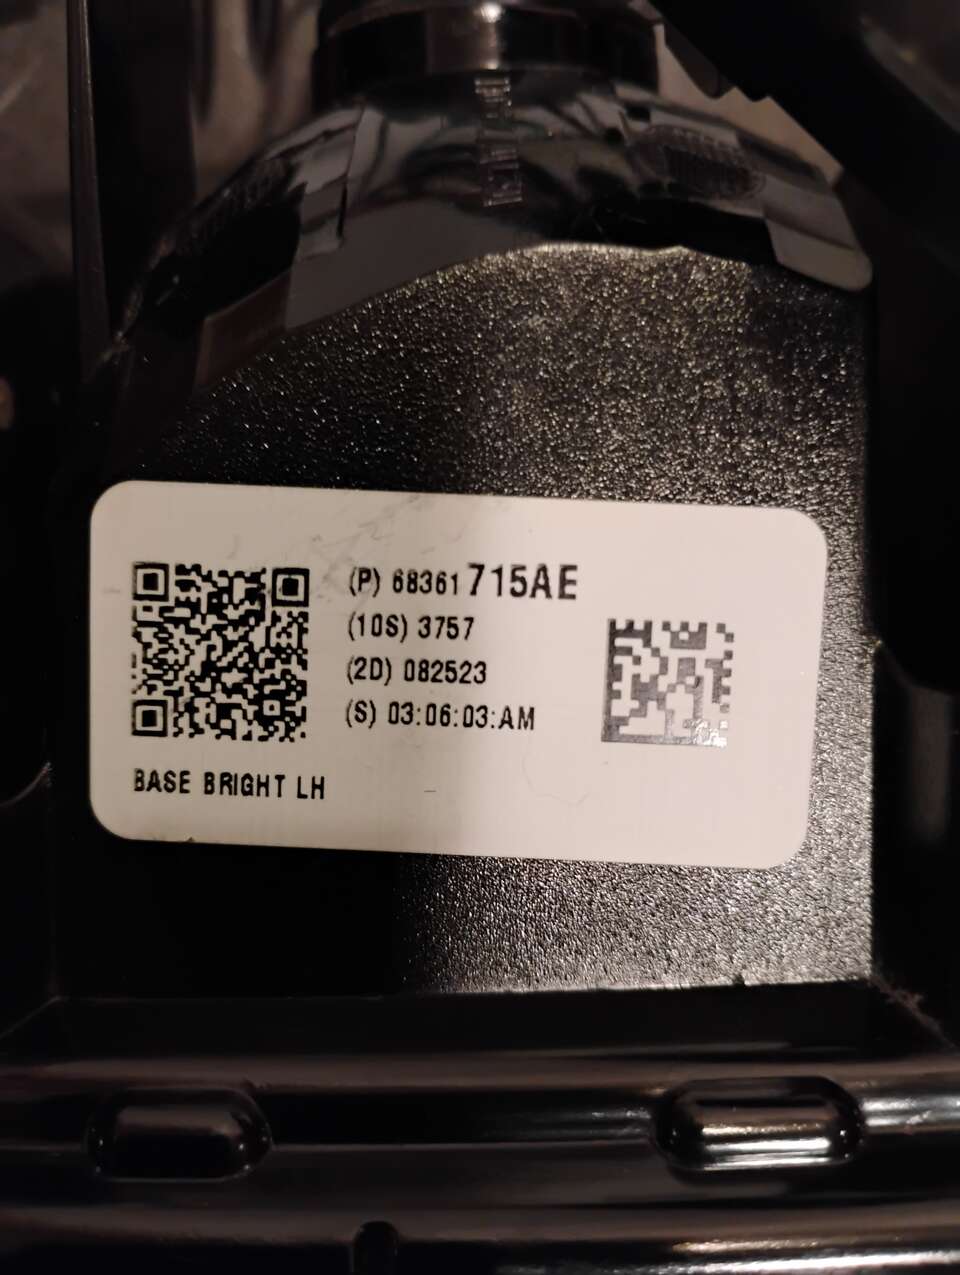 (P) 68361715AE
(10S) 3757
(2D) 082523
(S) 03:06:03:AM
BASE BRIGHT LH